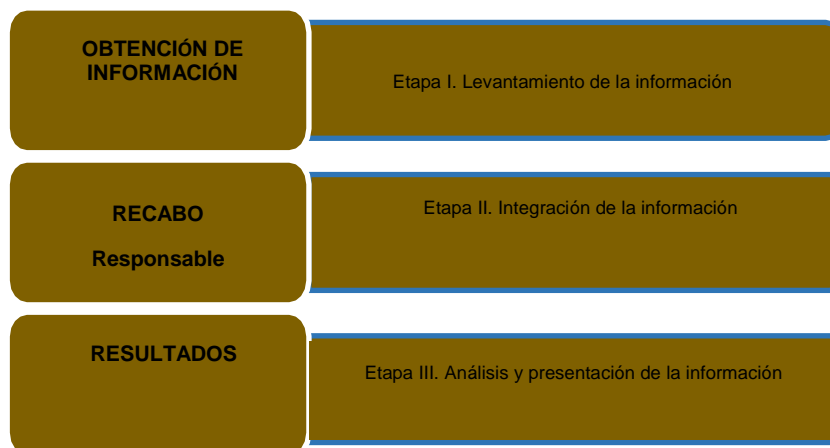 OBTENCIÓN DE
INFORMACIÓN
Etapa I. Levantamiento de la información
RECABO
Responsable
Etapa II. Integración de la información
RESULTADOS
Etapa III. Análisis y presentación de la información